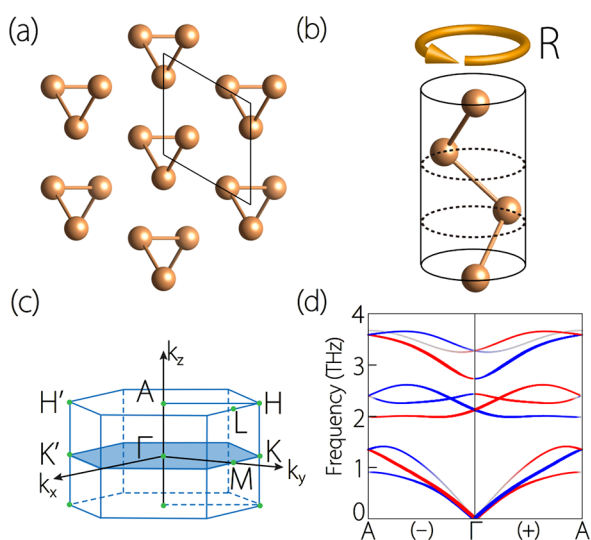 (a)
(b)
R
(c)
k_z
A
H′
H
L
Γ
K′
K
M
k_x
k_y
(d)
Frequency (THz)
4
3
2
1
0
A (−) Γ (+) A